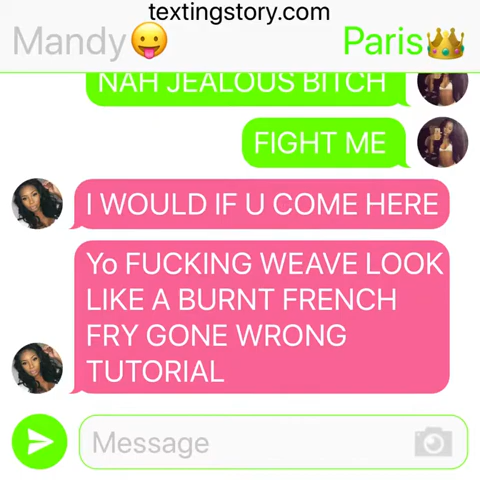 textingstory.com
Mandy😛 Paris👑
NAH JEALOUS BITCH
FIGHT ME
I WOULD IF U COME HERE
Yo FUCKING WEAVE LOOK
LIKE A BURNT FRENCH
FRY GONE WRONG
TUTORIAL
Message